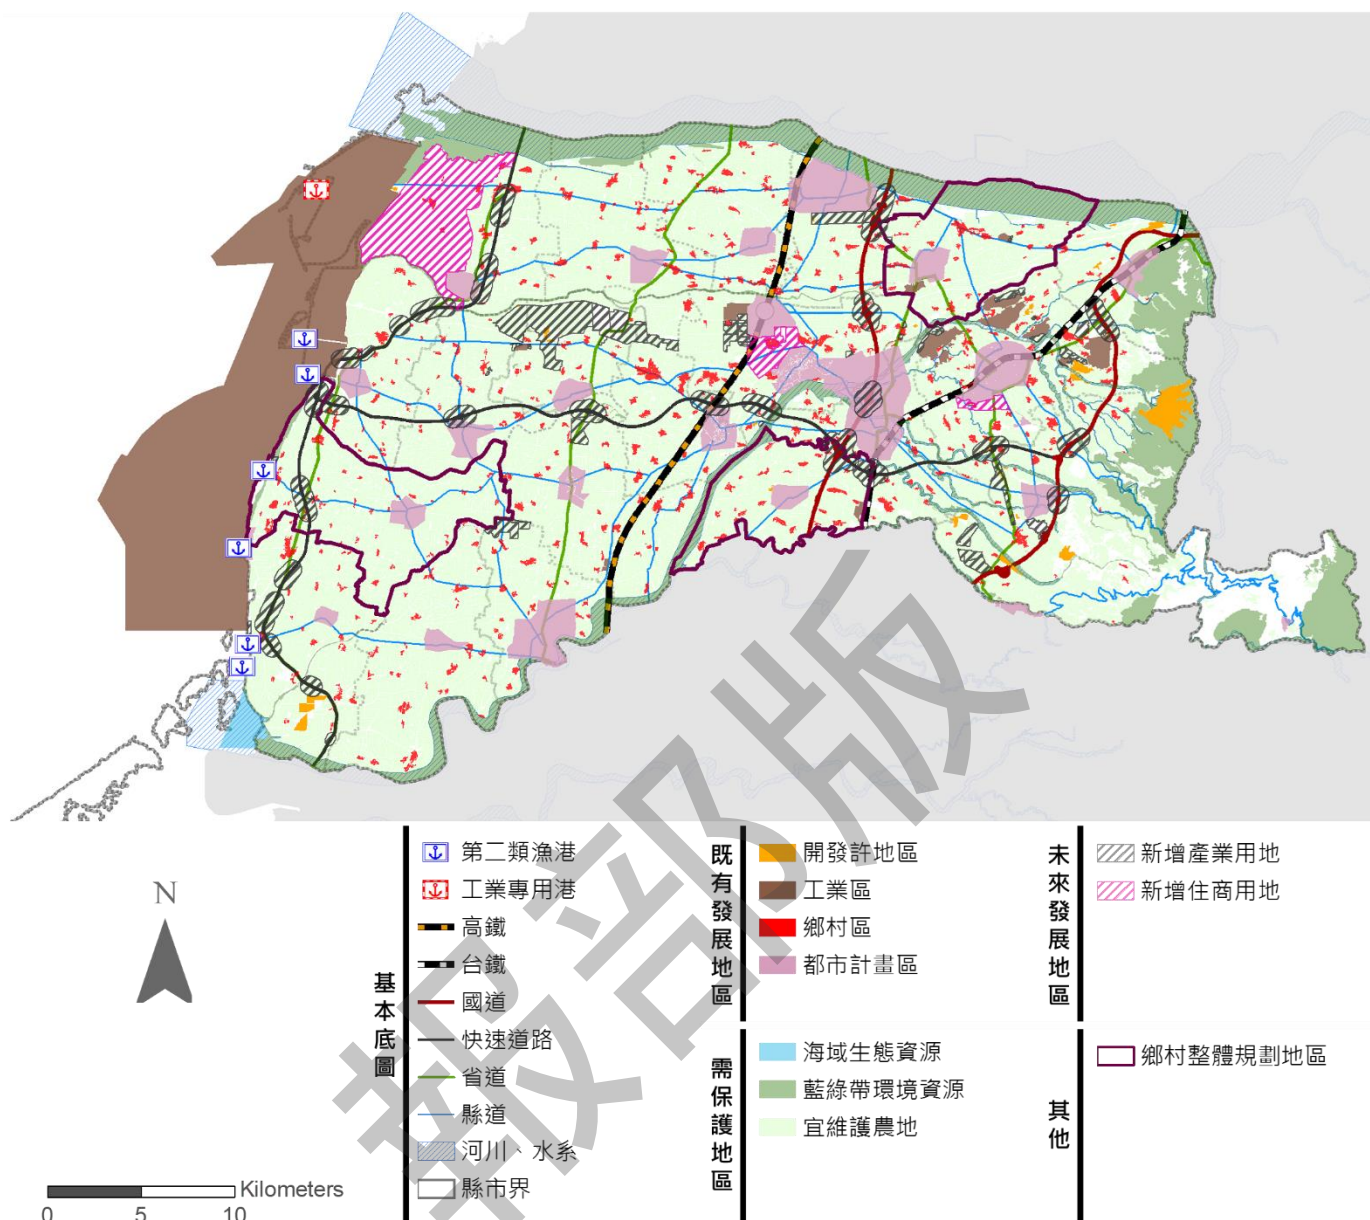 N
Kilometers
0 5 10
基本底圖
第二類漁港
工業專用港
高鐵
台鐵
國道
快速道路
省道
縣道
河川、水系
縣市界
既有發展地區
開發許地區
工業區
鄉村區
都市計畫區
需保護地區
海域生態資源
藍綠帶環境資源
宜維護農地
未來發展地區
新增產業用地
新增住商用地
其他
鄉村整體規劃地區
報部版